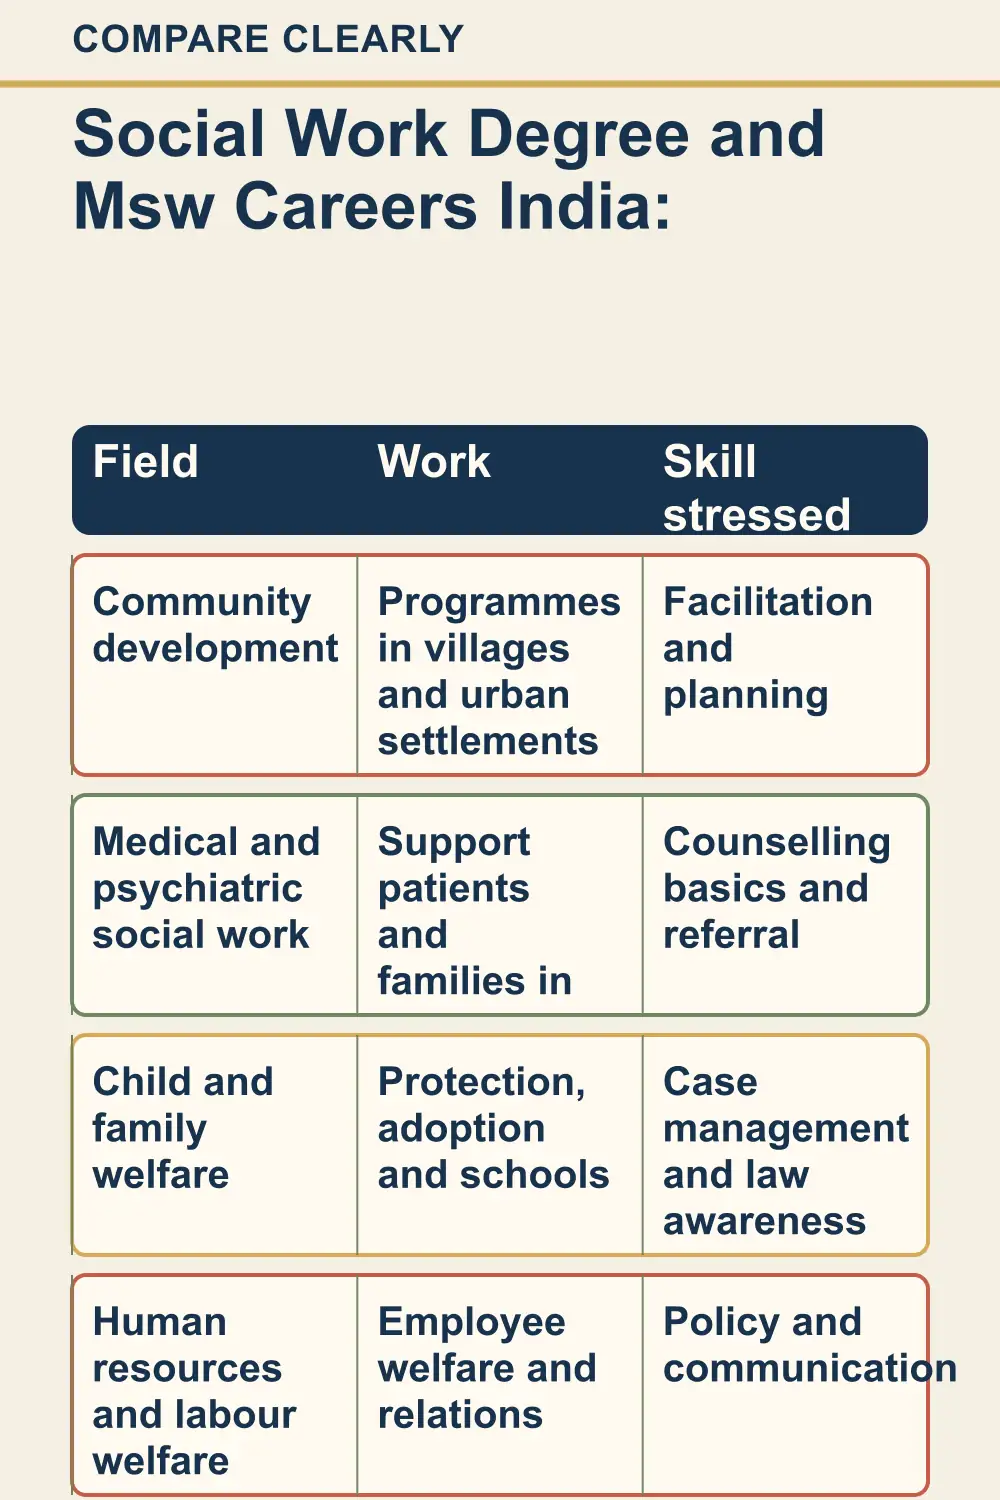 COMPARE CLEARLY
Social Work Degree and
Msw Careers India:
Field
Work
Skill
stressed
Community
development
Programmes
in villages
and urban
settlements
Facilitation
and
planning
Medical and
psychiatric
social work
Support
patients
and
families in
Counselling
basics and
referral
Child and
family
welfare
Protection,
adoption
and schools
Case
management
and law
awareness
Human
resources
and labour
welfare
Employee
welfare and
relations
Policy and
communication